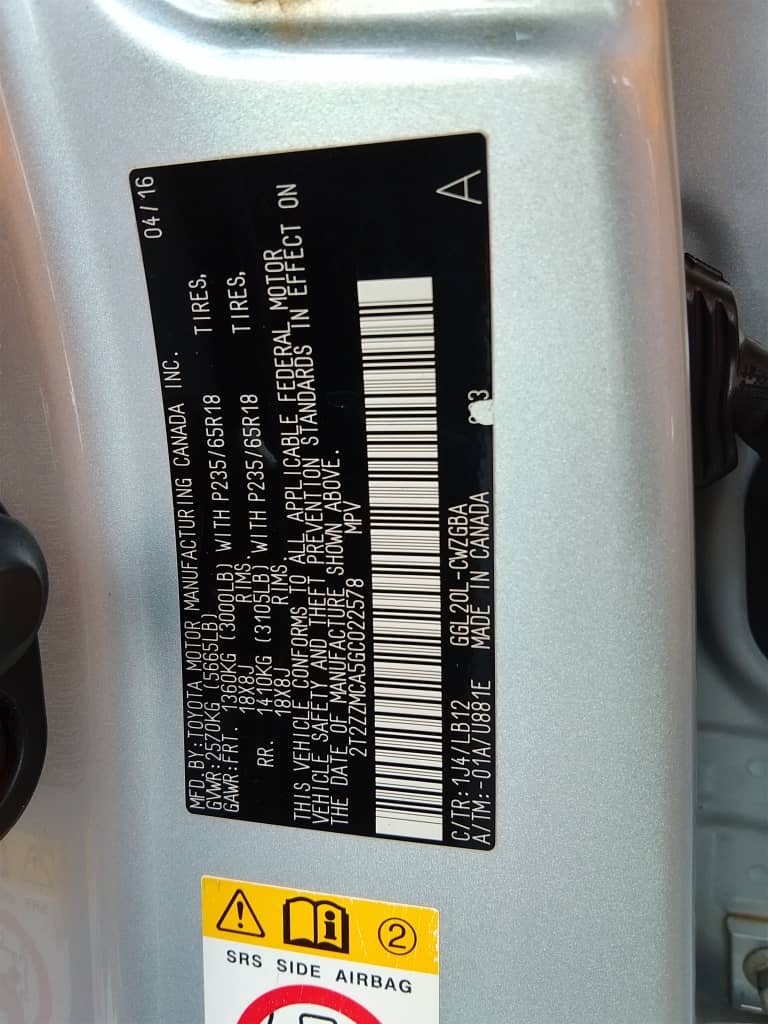 MFD.BY:TOYOTA MOTOR MANUFACTURING CANADA INC. 04/16
GVWR:2570KG (5665LB)
GAWR:FRT. 1360KG (3000LB) WITH P235/65R18 TIRES,
18X8J RIMS.
RR. 1410KG (3105LB) WITH P235/65R18 TIRES,
18X8J RIMS.
THIS VEHICLE CONFORMS TO ALL APPLICABLE FEDERAL MOTOR
VEHICLE SAFETY AND THEFT PREVENTION STANDARDS IN EFFECT ON
THE DATE OF MANUFACTURE SHOWN ABOVE.
2T2ZZMCA5GC022578 MPV
C/TR:1J4/LB12 GGL20L-CWZGBA
A/TM:-01A/U881E MADE IN CANADA
A
2
SRS SIDE AIRBAG